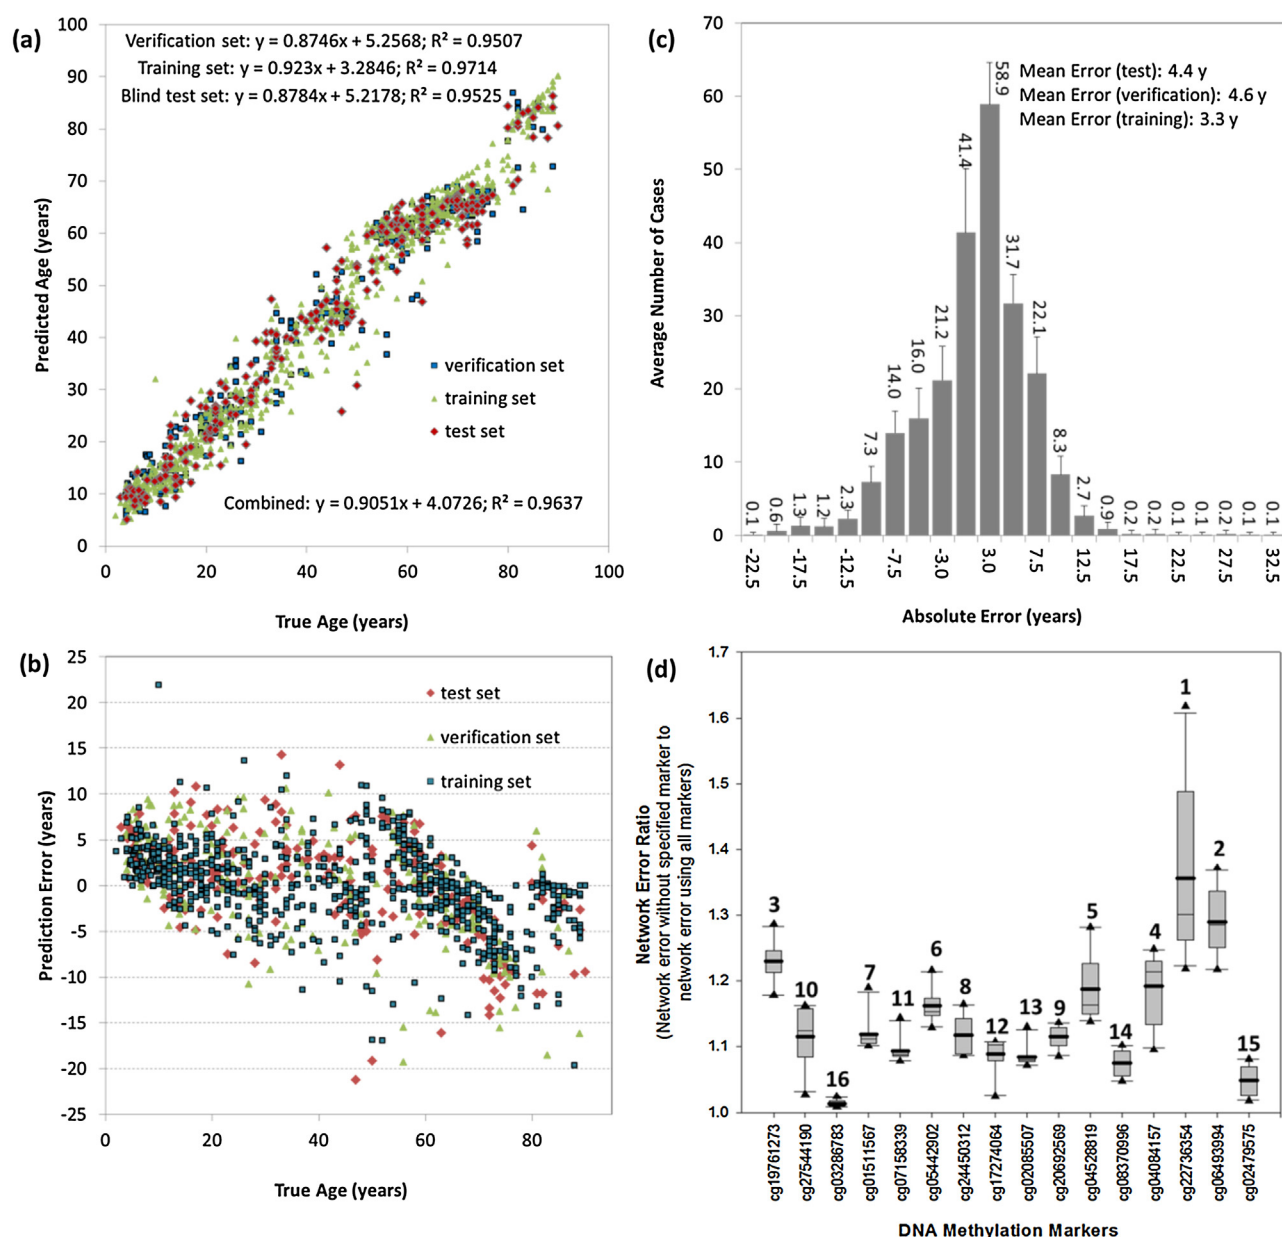 (a)
100
90
80
70
60
50
40
30
20
10
0
Predicted Age (years)
Verification set: y = 0.8746x + 5.2568; R² = 0.9507
Training set: y = 0.923x + 3.2846; R² = 0.9714
Blind test set: y = 0.8784x + 5.2178; R² = 0.9525
verification set
training set
test set
Combined: y = 0.9051x + 4.0726; R² = 0.9637
0 20 40 60 80 100
True Age (years)
(c)
70
60
50
40
30
20
10
0
Average Number of Cases
Mean Error (test): 4.4 y
Mean Error (verification): 4.6 y
Mean Error (training): 3.3 y
0.1 0.6 1.3 1.2 2.3 7.3 14.0 16.0 21.2 41.4 58.9 31.7 22.1 8.3 2.7 0.9 0.2 0.2 0.1 0.1 0.2 0.1 0.1
-22.5 -17.5 -12.5 -7.5 -3.0 3.0 7.5 12.5 17.5 22.5 27.5 32.5
Absolute Error (years)
(b)
25
20
15
10
5
0
-5
-10
-15
-20
-25
Prediction Error (years)
test set
verification set
training set
0 20 40 60 80
True Age (years)
(d)
1.7
1.6
1.5
1.4
1.3
1.2
1.1
1.0
Network Error Ratio
(Network error without specified marker to
network error using all markers)
3 10 16 7 11 6 8 12 13 9 5 14 4 1 2 15
cg19761273
cg27544190
cg03286783
cg01511567
cg07158339
cg05442902
cg24450312
cg17274064
cg02085507
cg20692569
cg04528819
cg08370996
cg04084157
cg22736354
cg06493994
cg02479575
DNA Methylation Markers